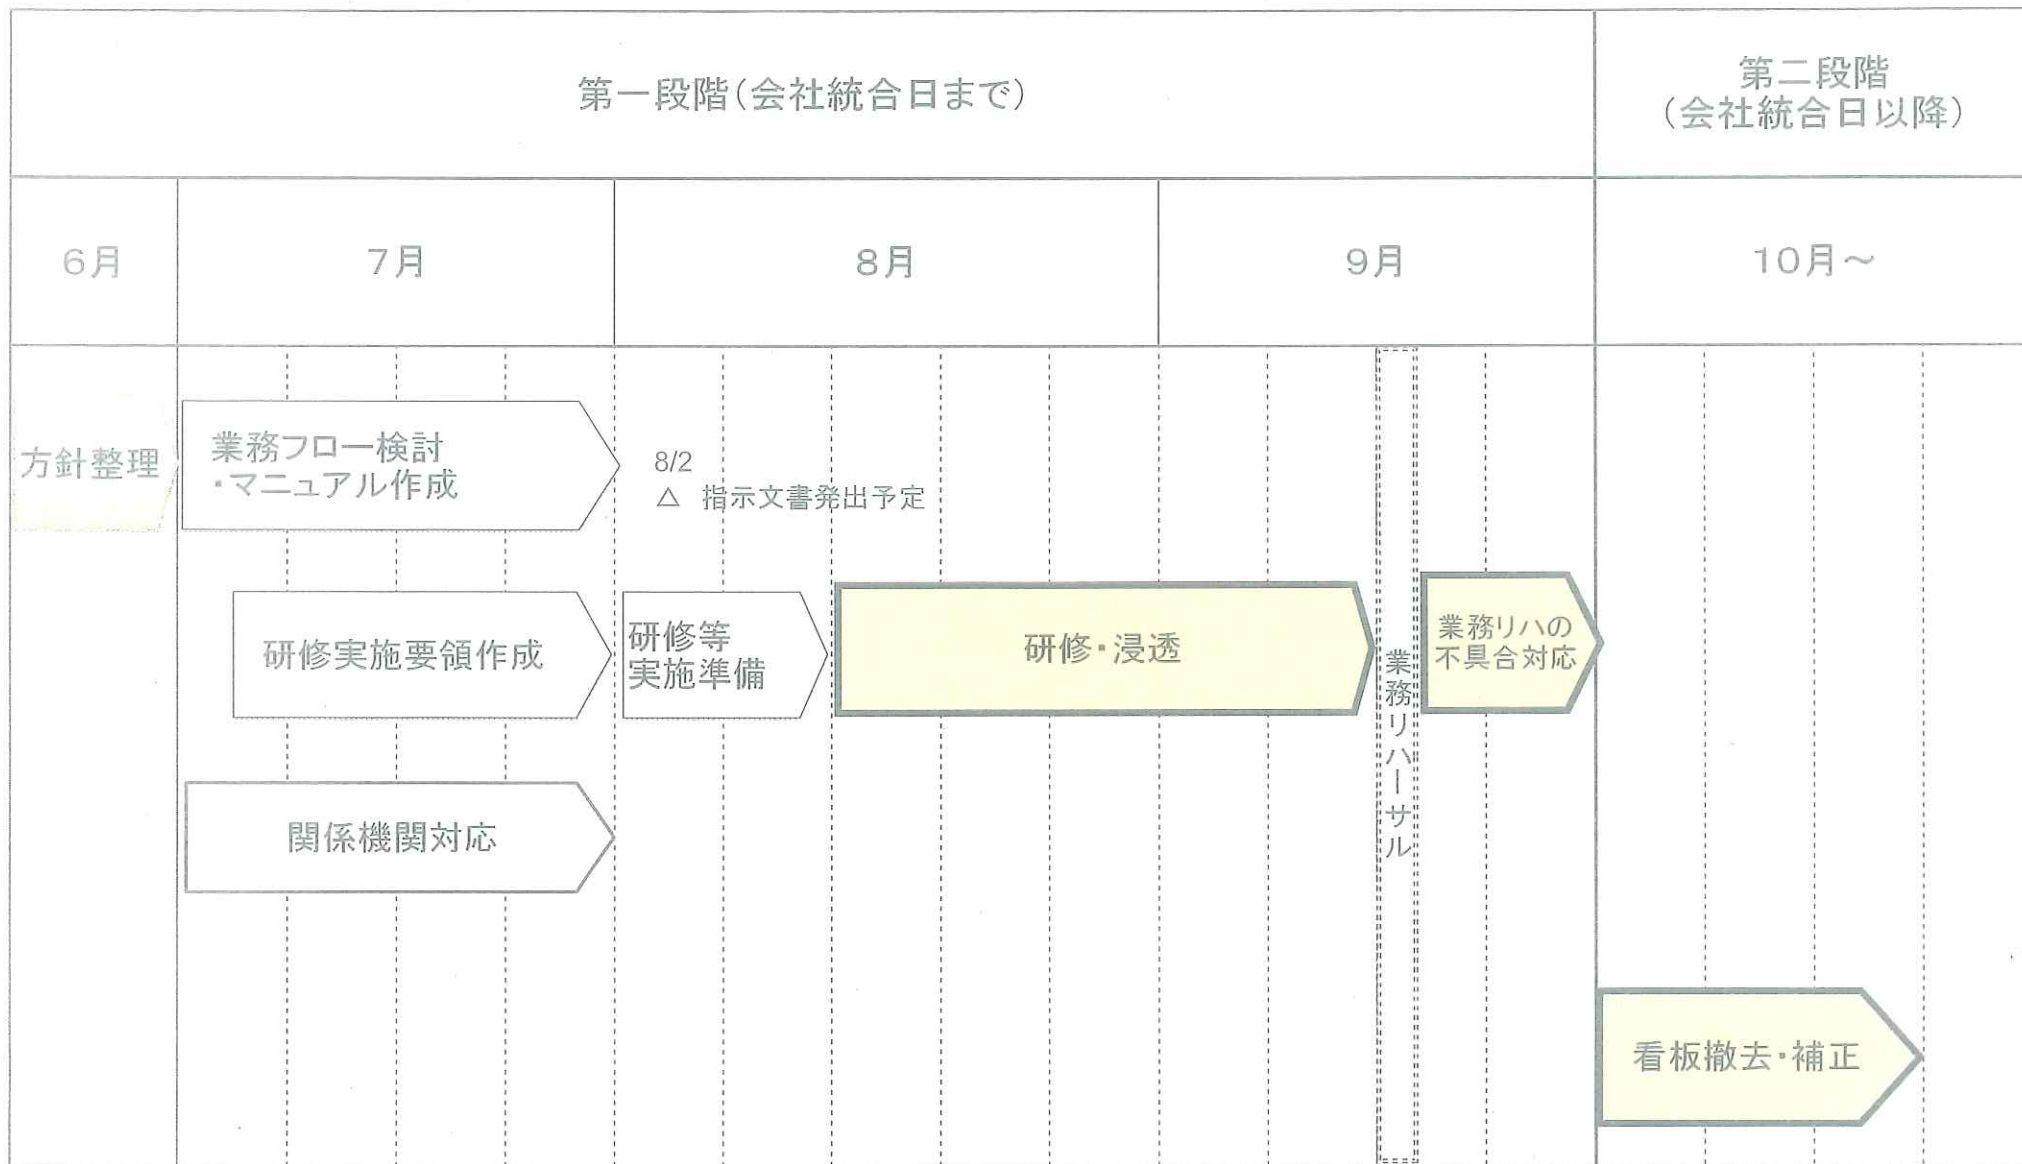 第一段階(会社統合日まで)
第二段階
(会社統合日以降)
6月
7月
8月
9月
10月~
方針整理
業務フロー検討
・マニュアル作成
8/2
△ 指示文書発出予定
研修実施要領作成
研修等
実施準備
研修・浸透
業務リハーサル
業務リハの
不具合対応
関係機関対応
看板撤去・補正